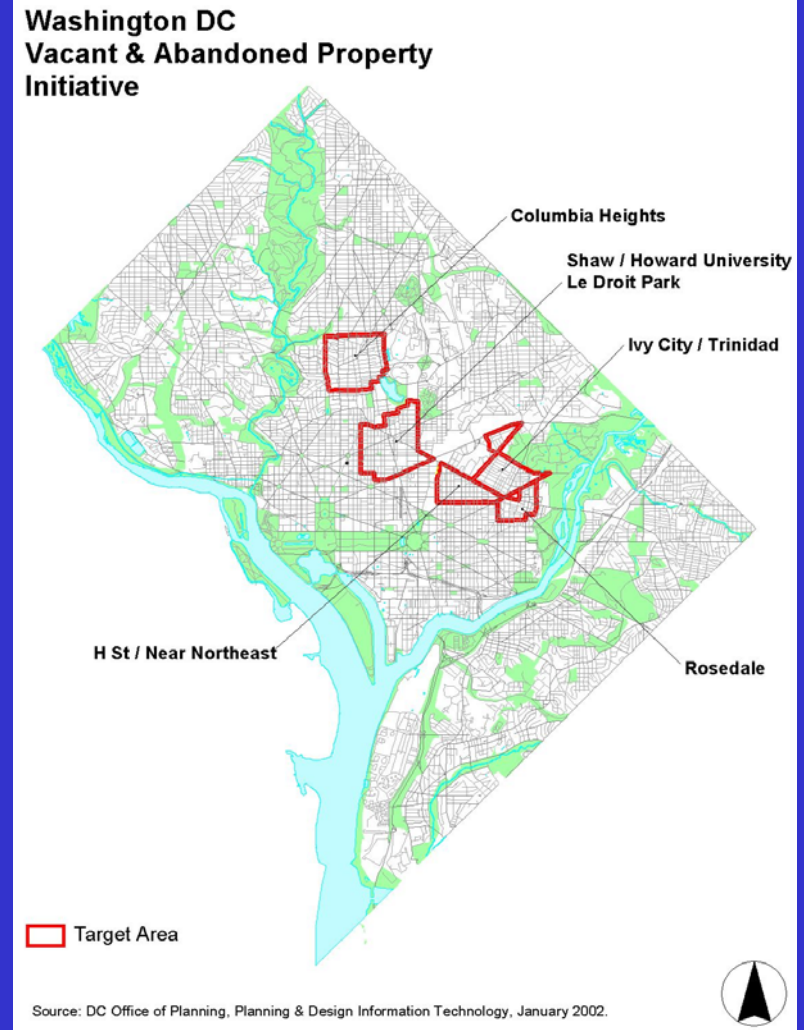 Washington DC
Vacant & Abandoned Property
Initiative
Columbia Heights
Shaw / Howard University
Le Droit Park
Ivy City / Trinidad
H St / Near Northeast
Rosedale
Target Area
Source: DC Office of Planning, Planning & Design Information Technology, January 2002.